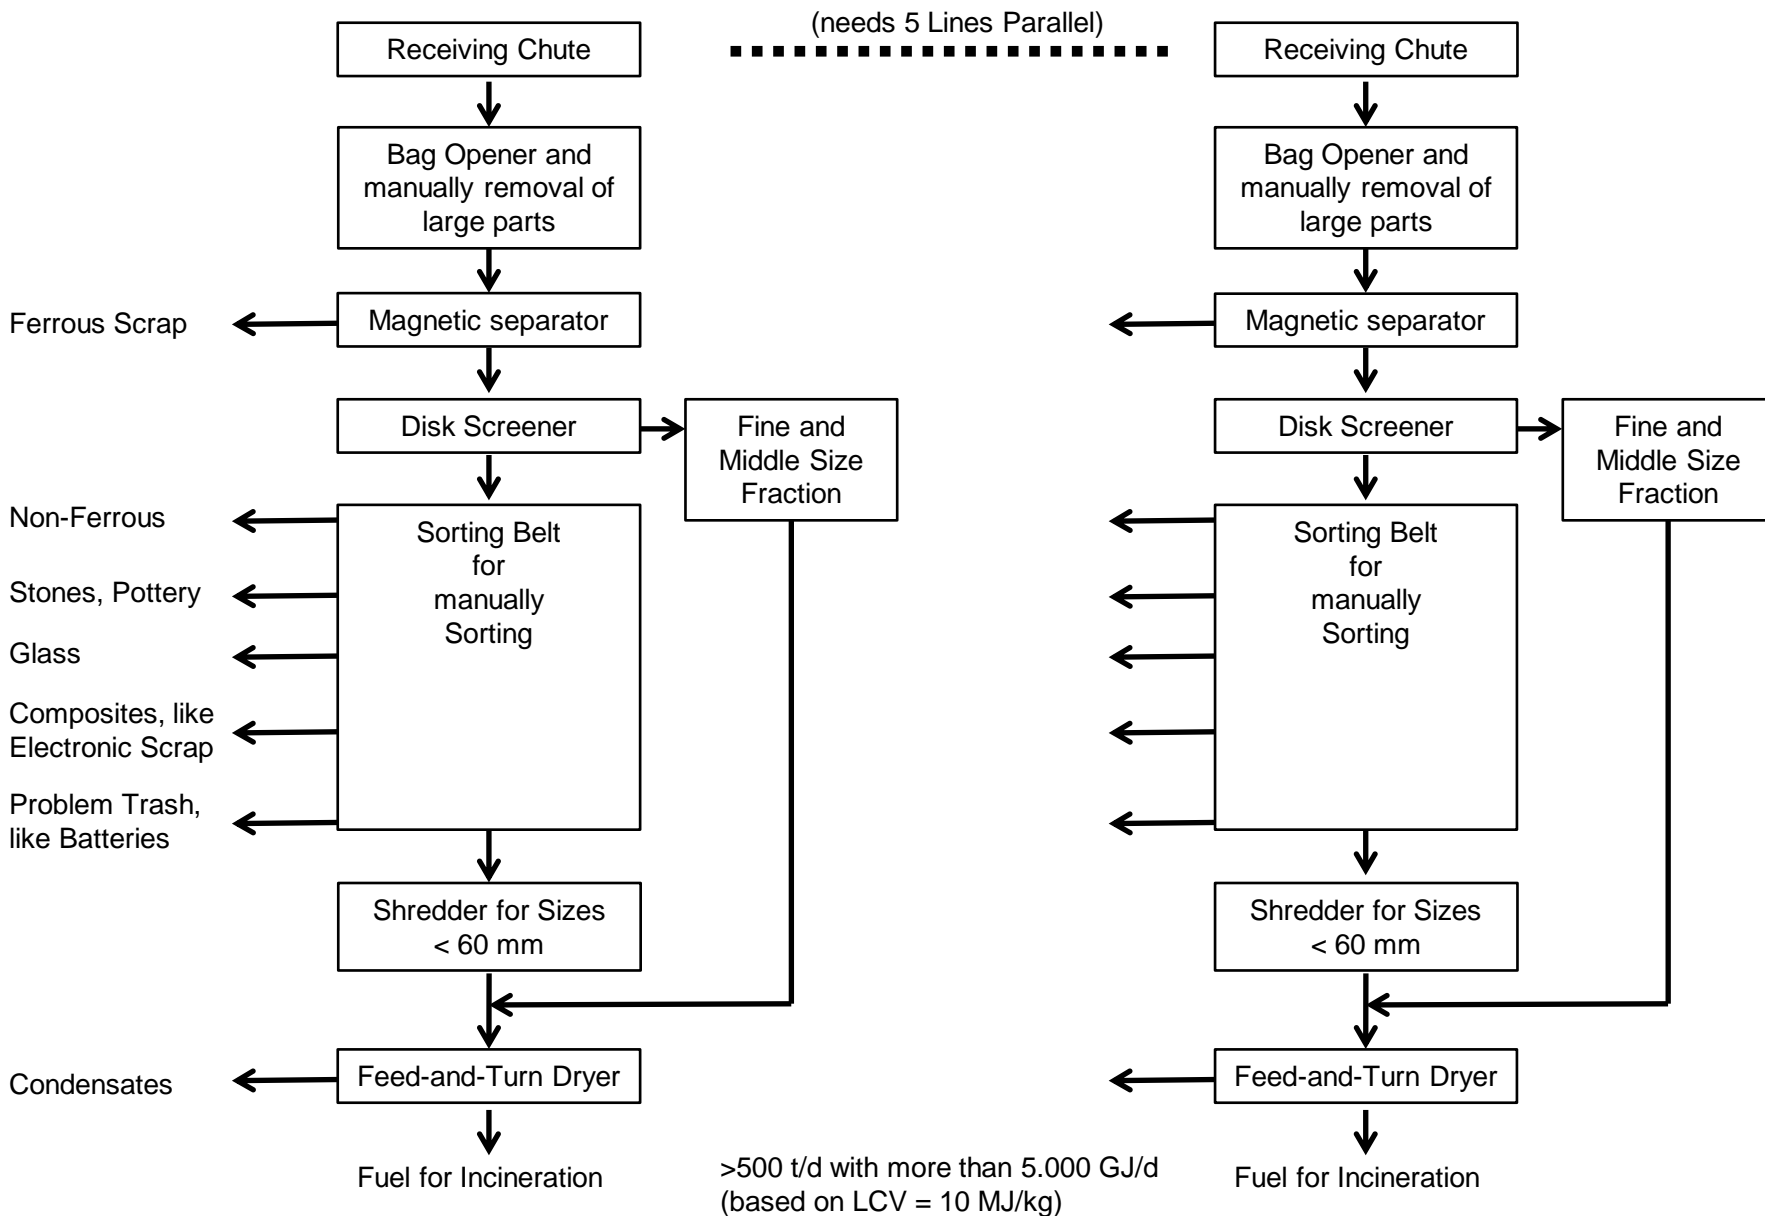 (needs 5 Lines Parallel)
Receiving Chute
Receiving Chute
Bag Opener and
manually removal of
large parts
Bag Opener and
manually removal of
large parts
Ferrous Scrap
Magnetic separator
Magnetic separator
Disk Screener
Fine and
Middle Size
Fraction
Disk Screener
Fine and
Middle Size
Fraction
Non-Ferrous
Stones, Pottery
Glass
Composites, like
Electronic Scrap
Problem Trash,
like Batteries
Sorting Belt
for
manually
Sorting
Sorting Belt
for
manually
Sorting
Shredder for Sizes
< 60 mm
Shredder for Sizes
< 60 mm
Condensates
Feed-and-Turn Dryer
Feed-and-Turn Dryer
Fuel for Incineration
>500 t/d with more than 5.000 GJ/d
(based on LCV = 10 MJ/kg)
Fuel for Incineration